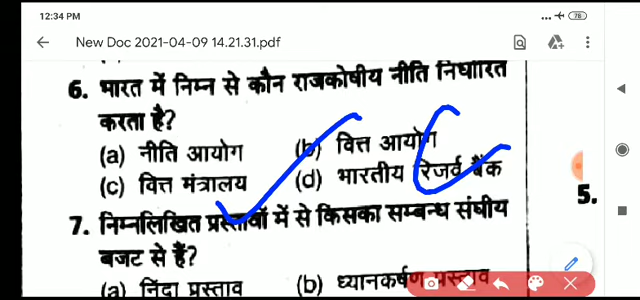 12:34 PM
78
New Doc 2021-04-09 14.21.31.pdf
6. भारत में निम्न से कौन राजकोषीय नीति निर्धारित
करता है?
(a) नीति आयोग (b) वित्त आयोग
(c) वित्त मंत्रालय (d) भारतीय रिजर्व बैंक
5.
7. निम्नलिखित प्रस्तावों में से किसका सम्बन्ध संघीय
बजट से है?
(a) निंदा प्रस्ताव (b) ध्यानकर्षण प्रस्ताव